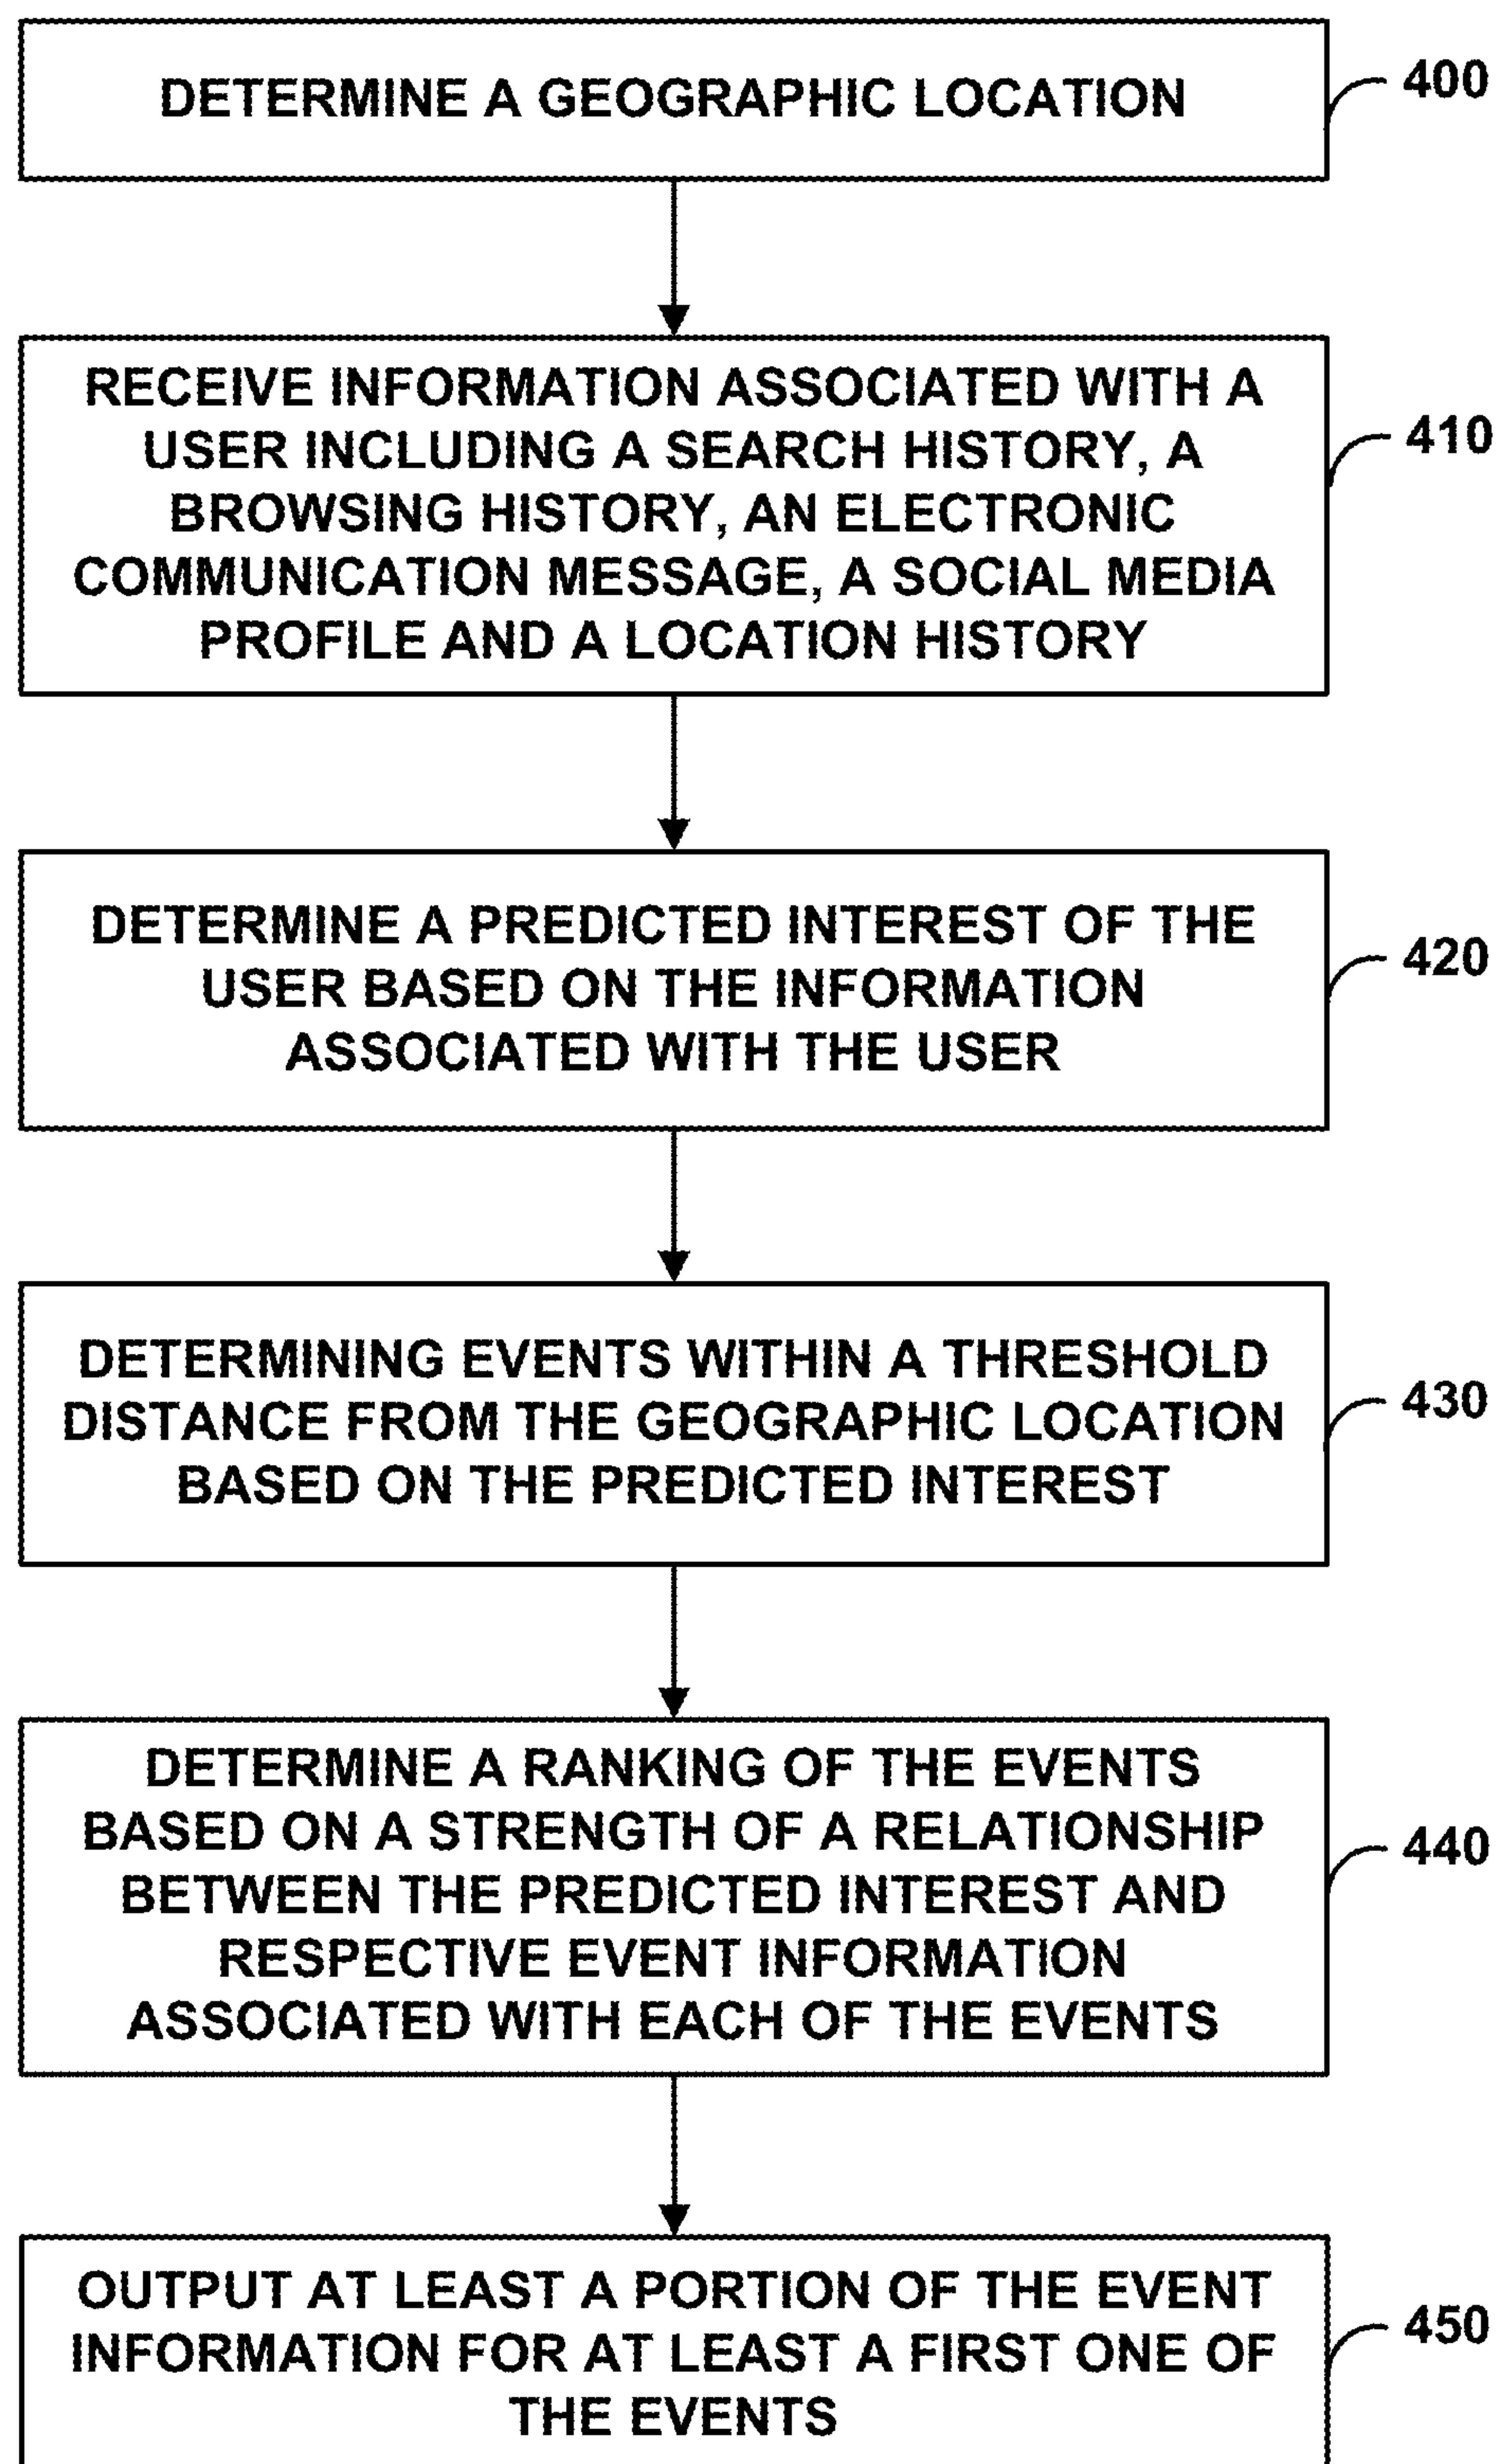 DETERMINE A GEOGRAPHIC LOCATION
400
RECEIVE INFORMATION ASSOCIATED WITH A
USER INCLUDING A SEARCH HISTORY, A
BROWSING HISTORY, AN ELECTRONIC
COMMUNICATION MESSAGE, A SOCIAL MEDIA
PROFILE AND A LOCATION HISTORY
410
DETERMINE A PREDICTED INTEREST OF THE
USER BASED ON THE INFORMATION
ASSOCIATED WITH THE USER
420
DETERMINING EVENTS WITHIN A THRESHOLD
DISTANCE FROM THE GEOGRAPHIC LOCATION
BASED ON THE PREDICTED INTEREST
430
DETERMINE A RANKING OF THE EVENTS
BASED ON A STRENGTH OF A RELATIONSHIP
BETWEEN THE PREDICTED INTEREST AND
RESPECTIVE EVENT INFORMATION
ASSOCIATED WITH EACH OF THE EVENTS
440
OUTPUT AT LEAST A PORTION OF THE EVENT
INFORMATION FOR AT LEAST A FIRST ONE OF
THE EVENTS
450